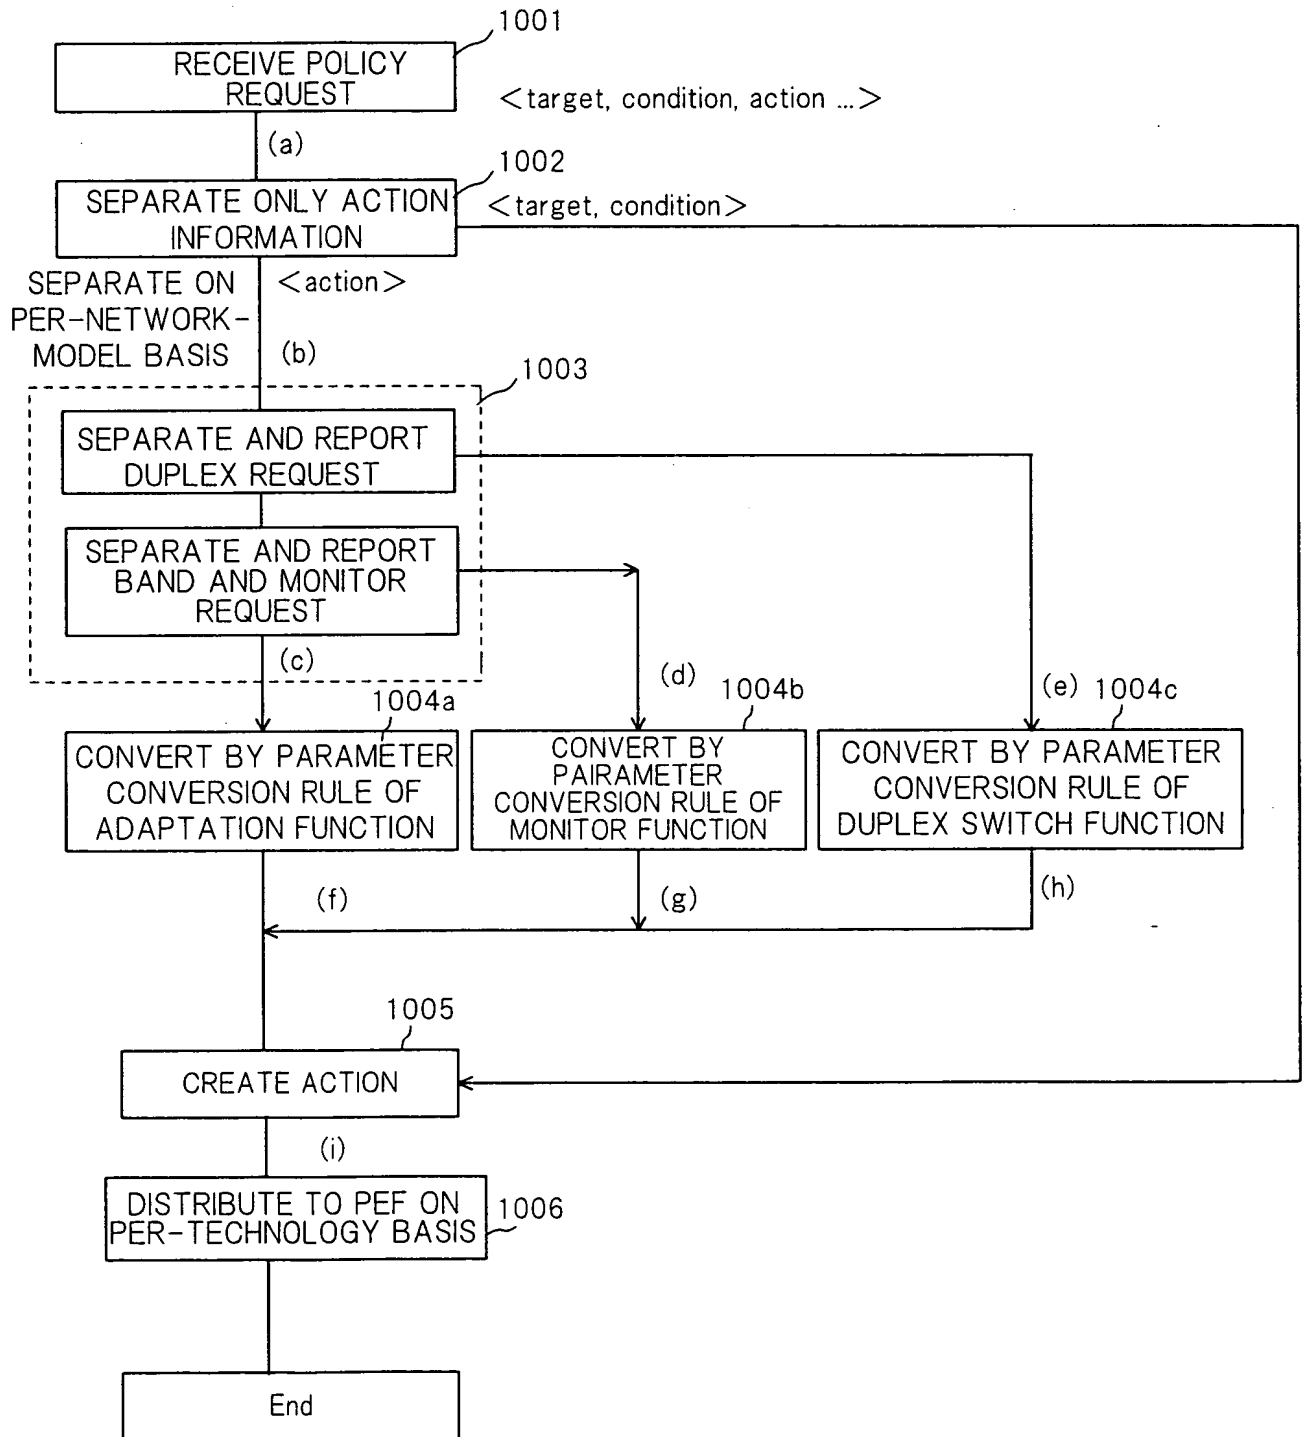 1001
RECEIVE POLICY
REQUEST
<target, condition, action ...>
(a)
1002
SEPARATE ONLY ACTION
INFORMATION
<target, condition>
SEPARATE ON
PER-NETWORK-
MODEL BASIS
<action>
(b)
1003
SEPARATE AND REPORT
DUPLEX REQUEST
SEPARATE AND REPORT
BAND AND MONITOR
REQUEST
(c)
(d)
(e)
1004a
1004b
1004c
CONVERT BY PARAMETER
CONVERSION RULE OF
ADAPTATION FUNCTION
CONVERT BY
PAIRAMETER
CONVERSION RULE OF
MONITOR FUNCTION
CONVERT BY PARAMETER
CONVERSION RULE OF
DUPLEX SWITCH FUNCTION
(f)
(g)
(h)
1005
CREATE ACTION
(i)
DISTRIBUTE TO PEF ON
PER-TECHNOLOGY BASIS
1006
End